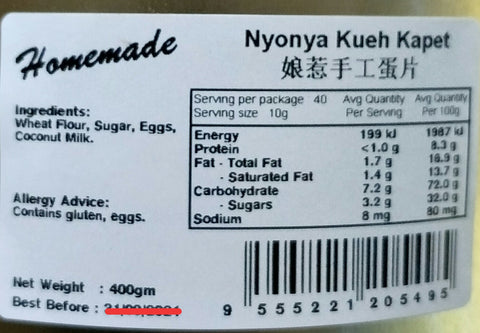 Homemade
Nyonya Kueh Kapet
娘惹手工蛋片
Ingredients:
Wheat Flour, Sugar, Eggs,
Coconut Milk.
Allergy Advice:
Contains gluten, eggs.
Net Weight : 400gm
Best Before :
Serving per package 40 Avg Quantity Avg Quantity
Serving size 10g Per Serving Per 100g
Energy 199 kJ 1987 kJ
Protein <1.0 g 8.3 g
Fat - Total Fat 1.7 g 16.9 g
- Saturated Fat 1.4 g 13.7 g
Carbohydrate 7.2 g 72.0 g
- Sugars 3.2 g 32.0 g
Sodium 8 mg 80 mg
9 555221 205495